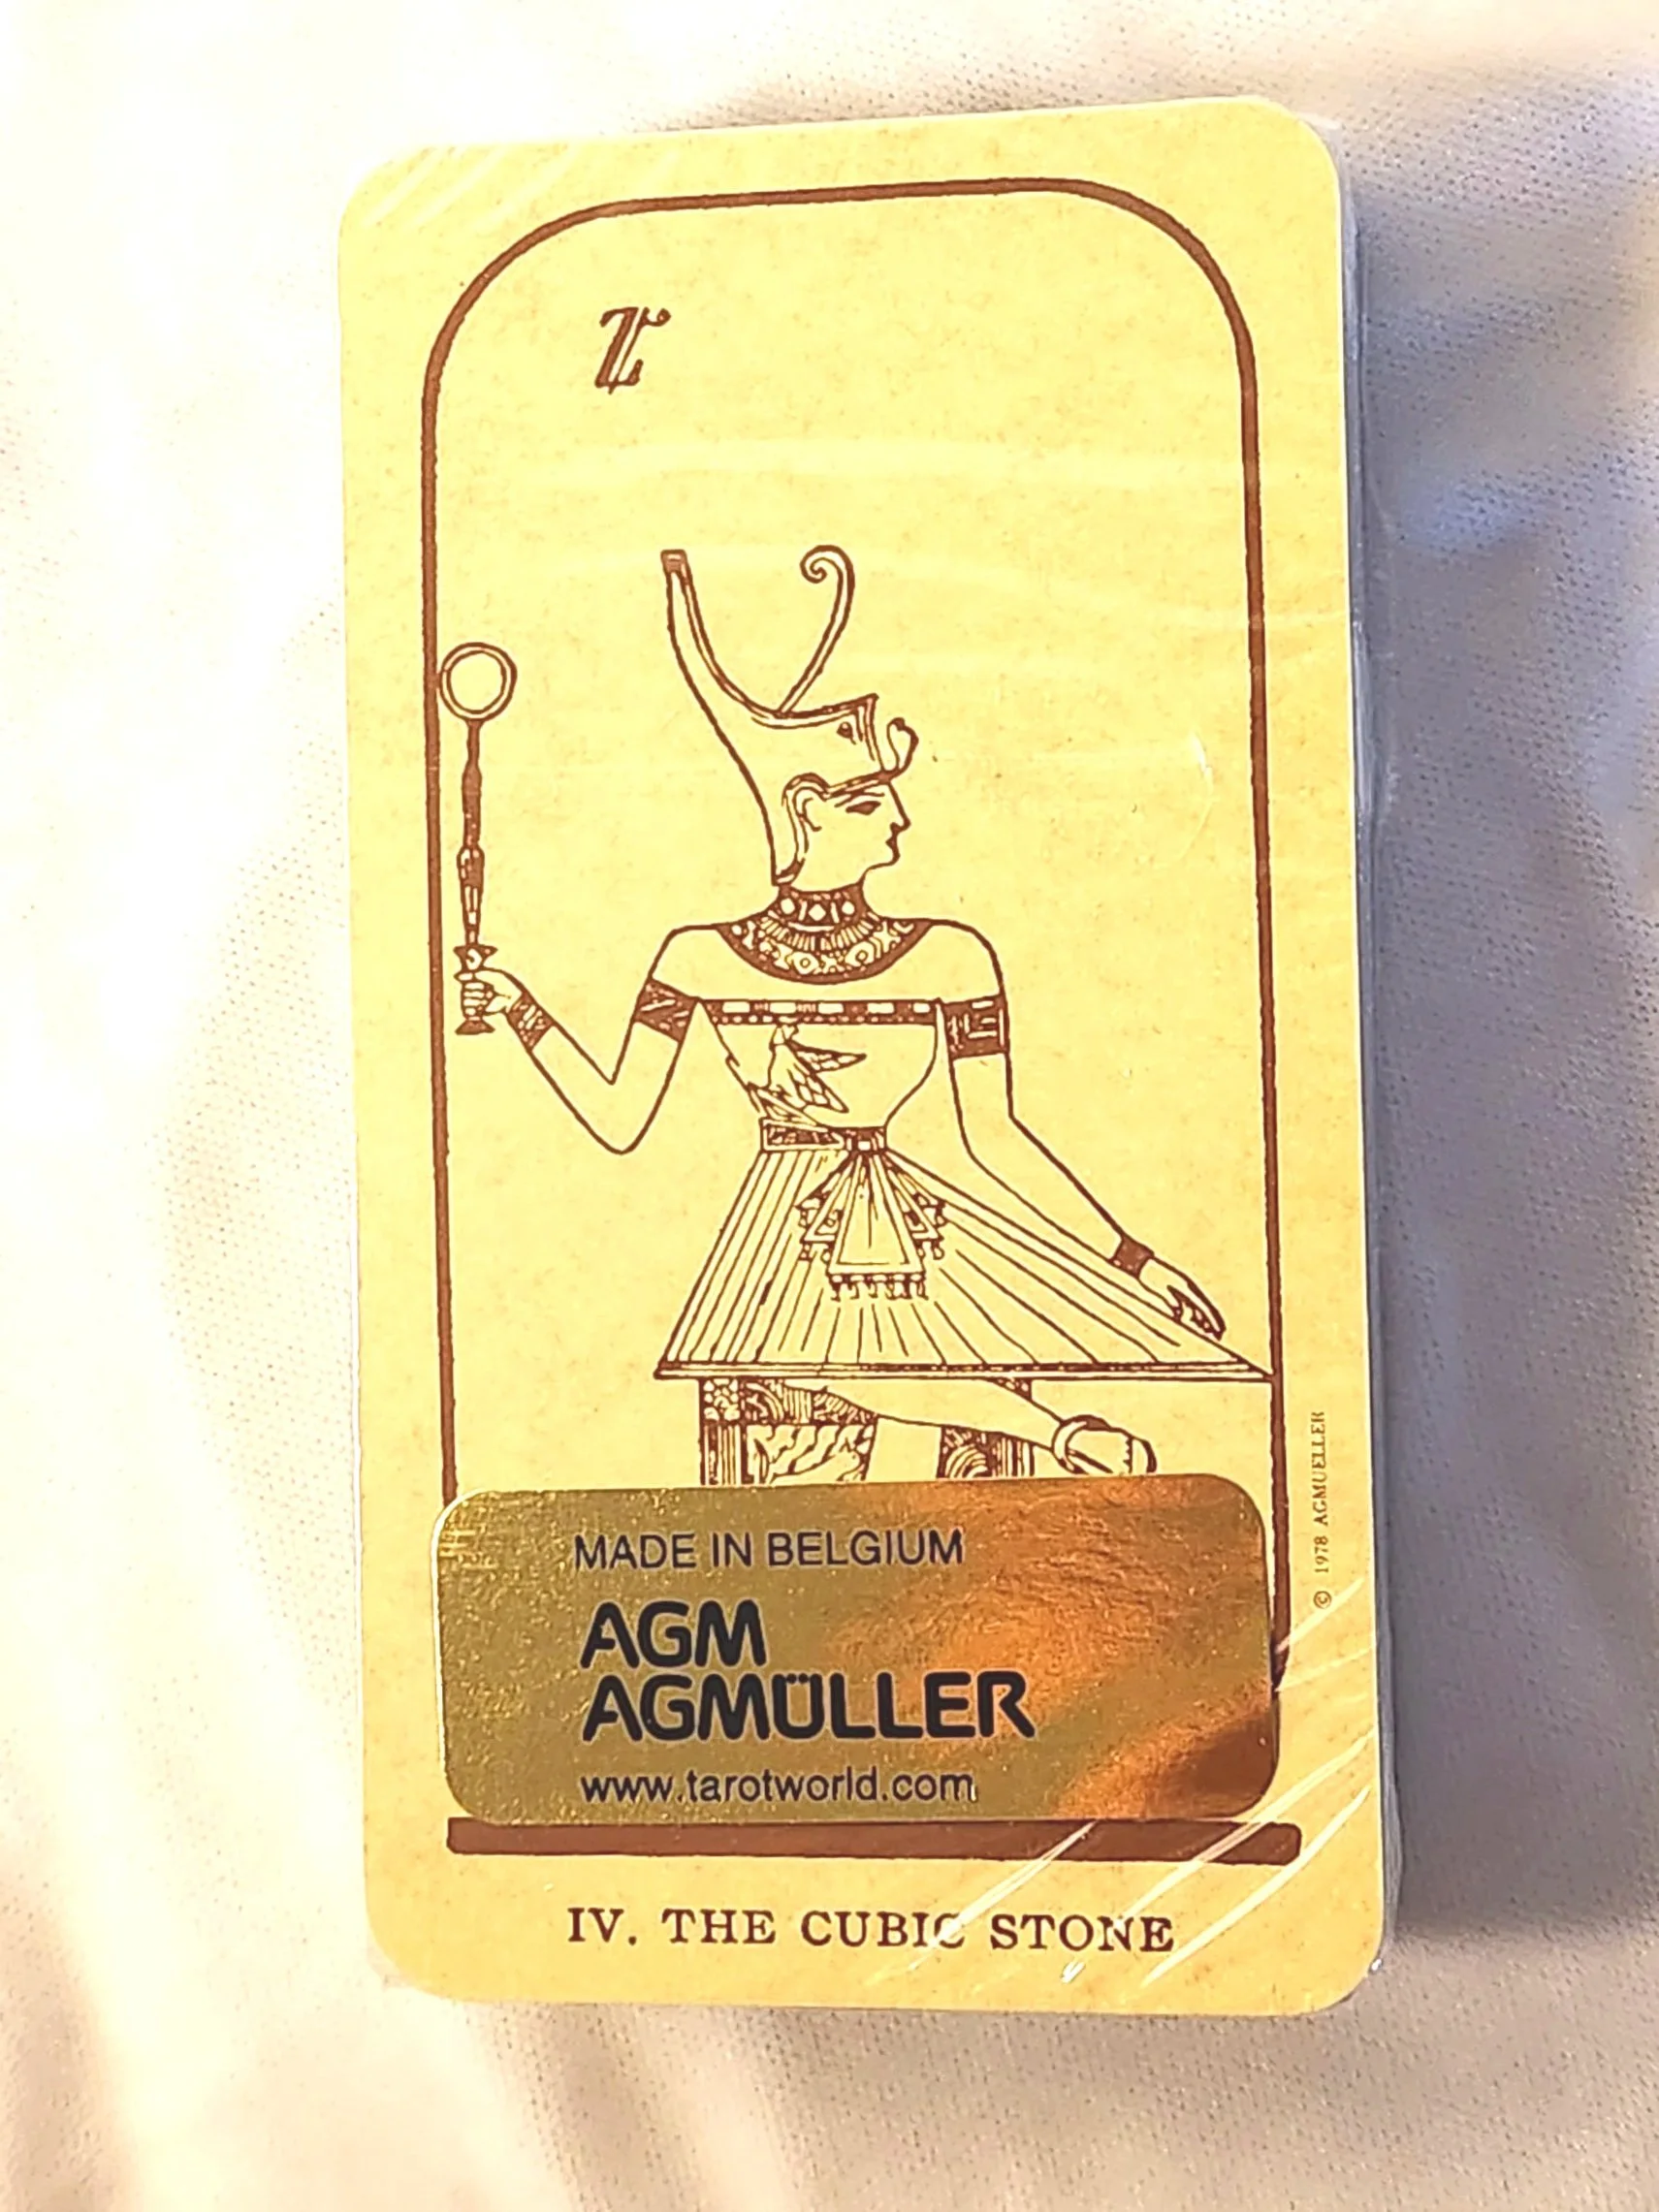 © 1978 AGMUELLER
MADE IN BELGIUM
AGM
AGMÜLLER
www.tarotworld.com
IV. THE CUBIC STONE